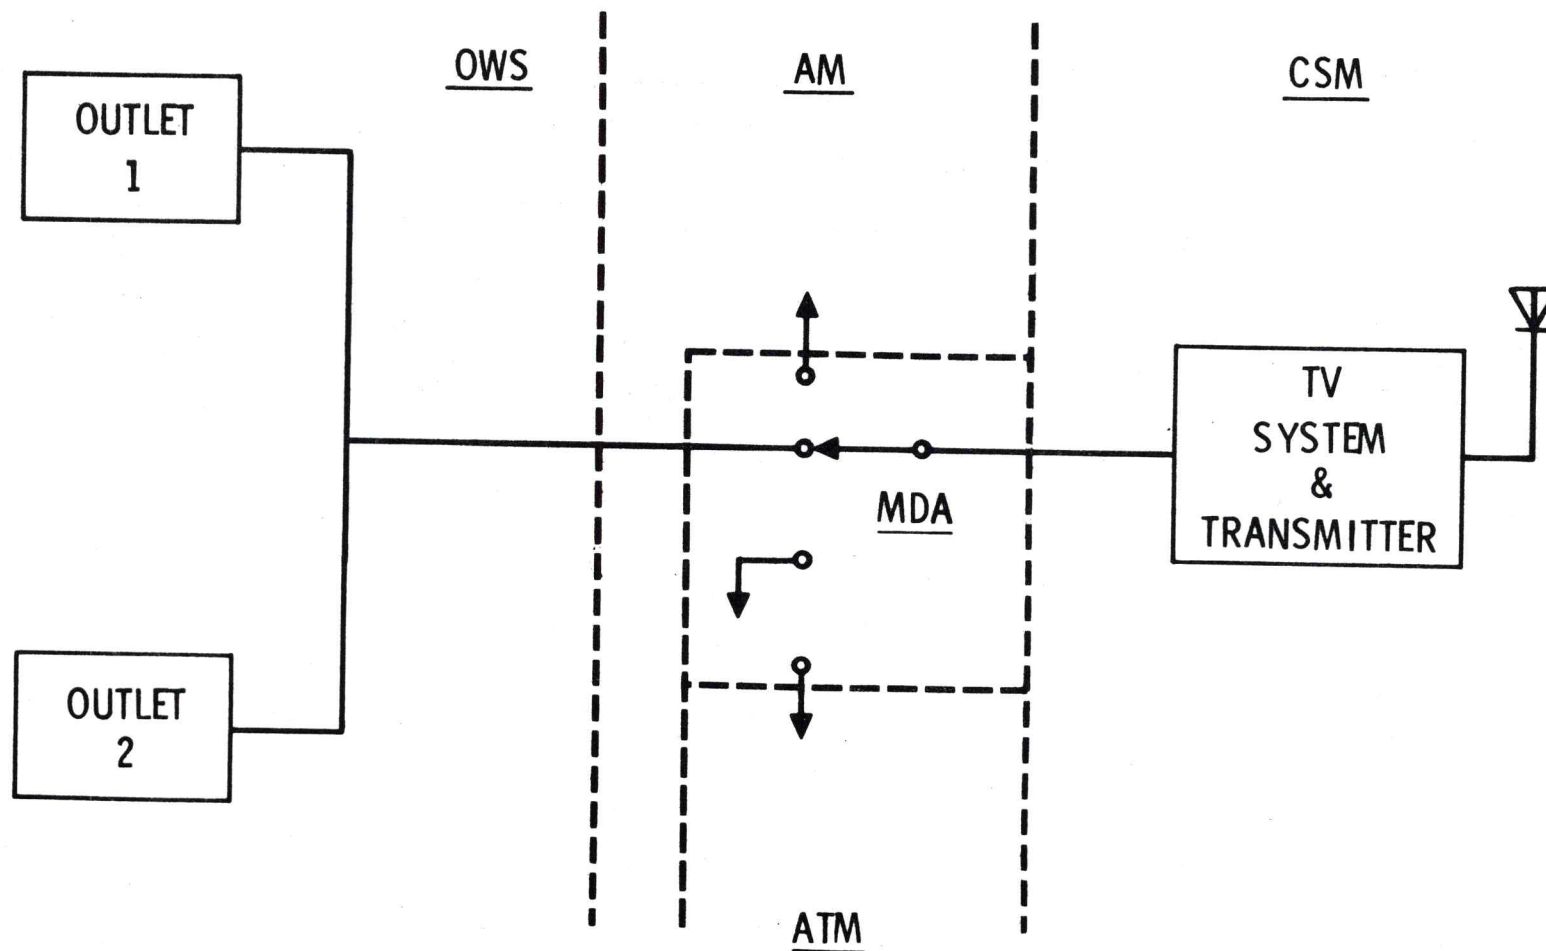 OWS
AM
CSM
OUTLET
1
TV
SYSTEM
&
TRANSMITTER
MDA
OUTLET
2
ATM